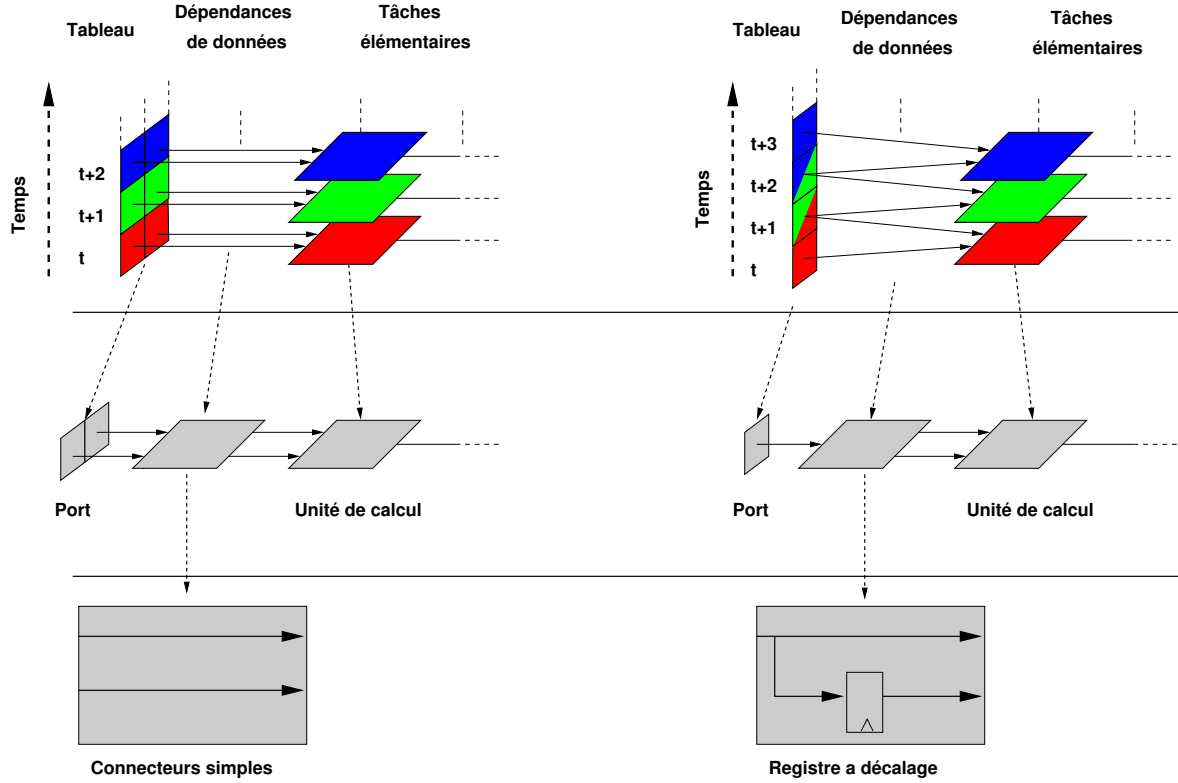 Tableau
Dépendances
de données
Tâches
élémentaires
Temps
t+2
t+1
t
Port
Unité de calcul
Connecteurs simples
Tableau
Dépendances
de données
Tâches
élémentaires
Temps
t+3
t+2
t+1
t
Port
Unité de calcul
Registre a décalage